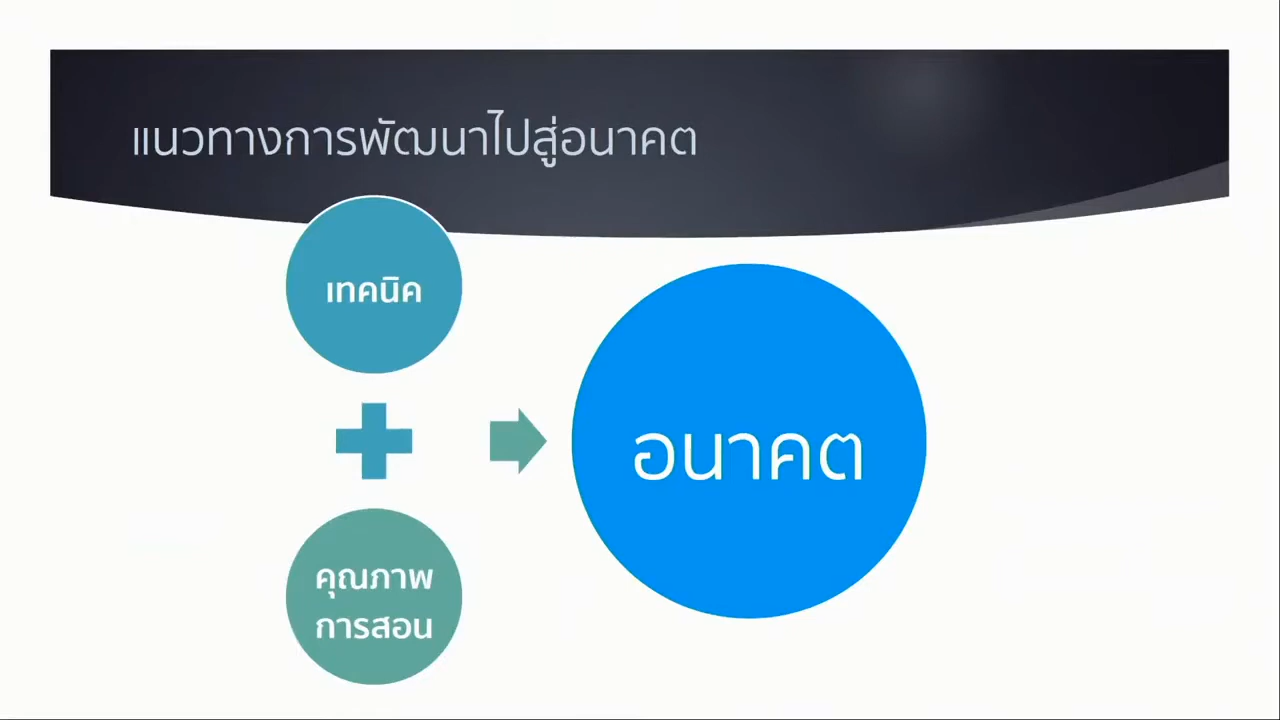 แนวทางการพัฒนาไปสู่อนาคต
เทคนิค
คุณภาพ
การสอน
อนาคต